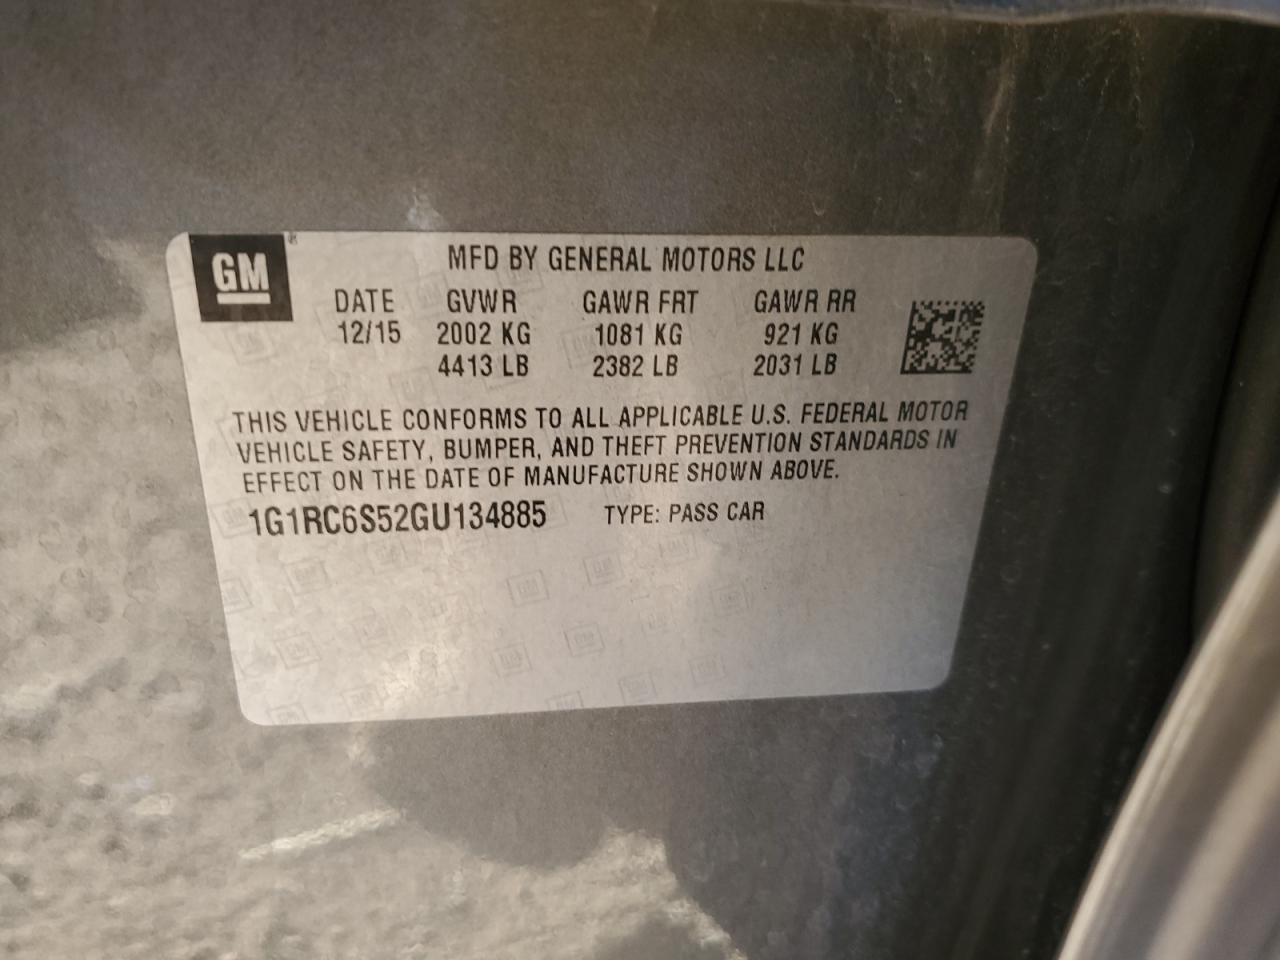 GM
MFD BY GENERAL MOTORS LLC
DATE GVWR GAWR FRT GAWR RR
12/15 2002 KG 1081 KG 921 KG
4413 LB 2382 LB 2031 LB
THIS VEHICLE CONFORMS TO ALL APPLICABLE U.S. FEDERAL MOTOR
VEHICLE SAFETY, BUMPER, AND THEFT PREVENTION STANDARDS IN
EFFECT ON THE DATE OF MANUFACTURE SHOWN ABOVE.
1G1RC6S52GU134885 TYPE: PASS CAR